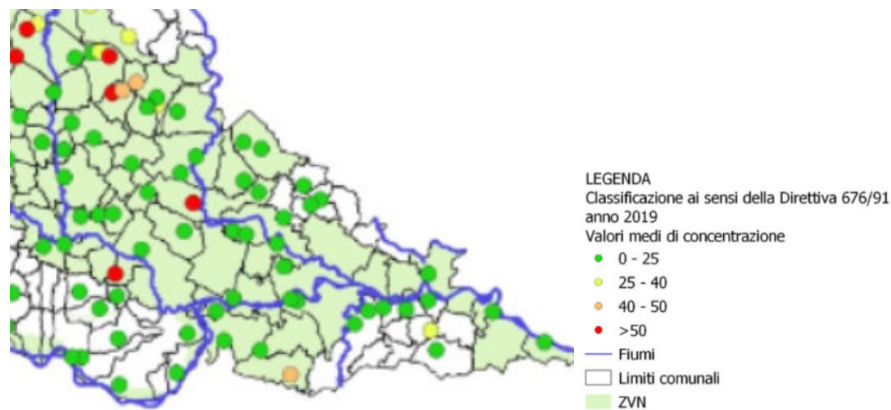 LEGENDA
Classificazione ai sensi della Direttiva 676/91
anno 2019
Valori medi di concentrazione
0 - 25
25 - 40
40 - 50
>50
Fiumi
Limiti comunali
ZVN